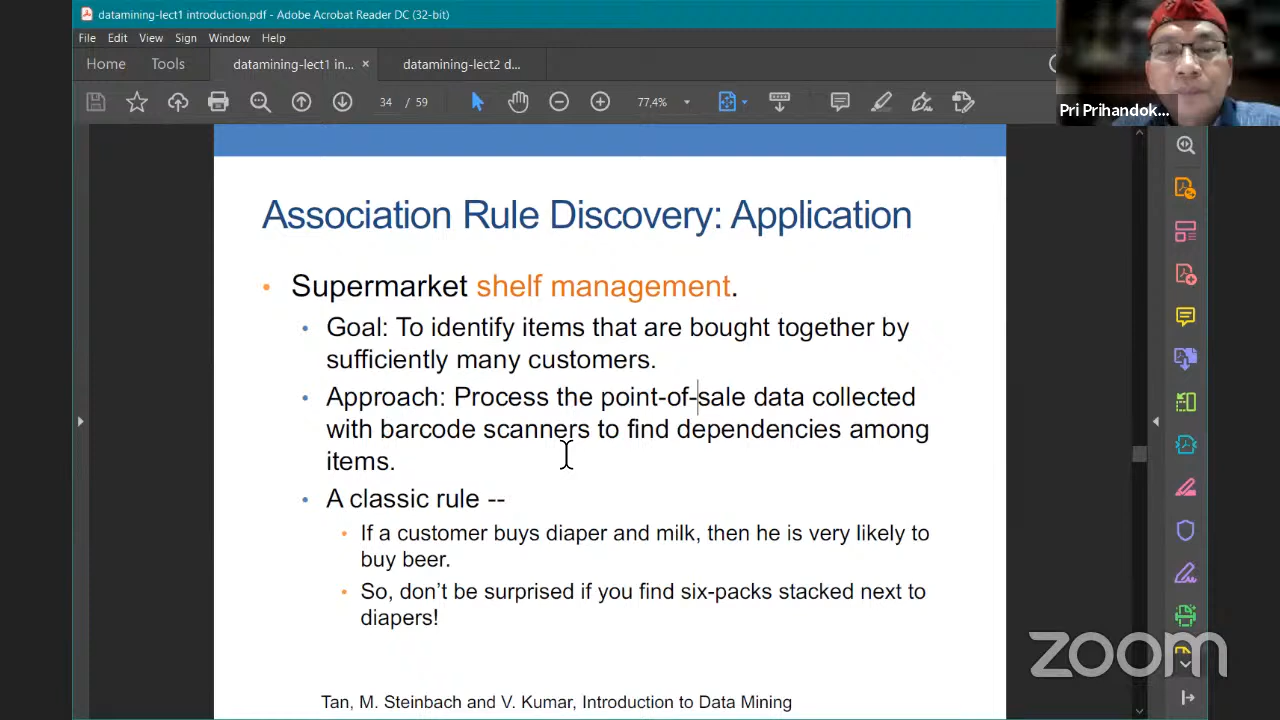 datamining-lect1 introduction.pdf - Adobe Acrobat Reader DC (32-bit)
File Edit View Sign Window Help
Home Tools datamining-lect1 in... × datamining-lect2 d...
34 / 59 77,4%
Pri Prihandok...
Association Rule Discovery: Application
• Supermarket shelf management.
• Goal: To identify items that are bought together by
sufficiently many customers.
• Approach: Process the point-of-sale data collected
with barcode scanners to find dependencies among
items.
• A classic rule --
• If a customer buys diaper and milk, then he is very likely to
buy beer.
• So, don't be surprised if you find six-packs stacked next to
diapers!
zoom
Tan, M. Steinbach and V. Kumar, Introduction to Data Mining